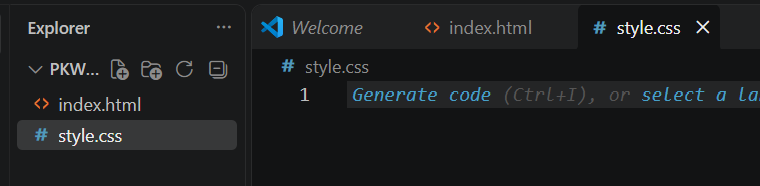 Explorer
PKW...
index.html
# style.css
Welcome
index.html
# style.css
# style.css
1
Generate code (Ctrl+I), or select a la